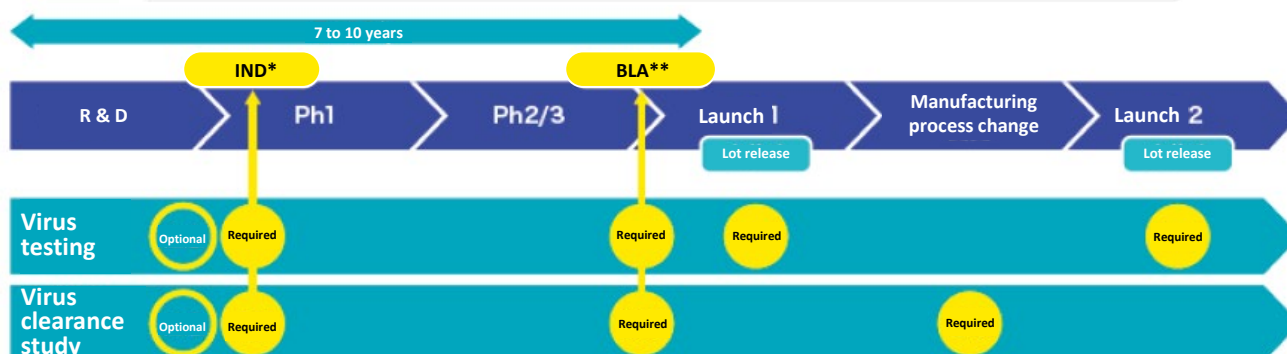 7 to 10 years
IND*
BLA**
R & D
Ph1
Ph2/3
Launch 1
Manufacturing
process change
Launch 2
Lot release
Lot release
Virus
testing
Optional
Required
Required
Required
Required
Virus
clearance
study
Optional
Required
Required
Required